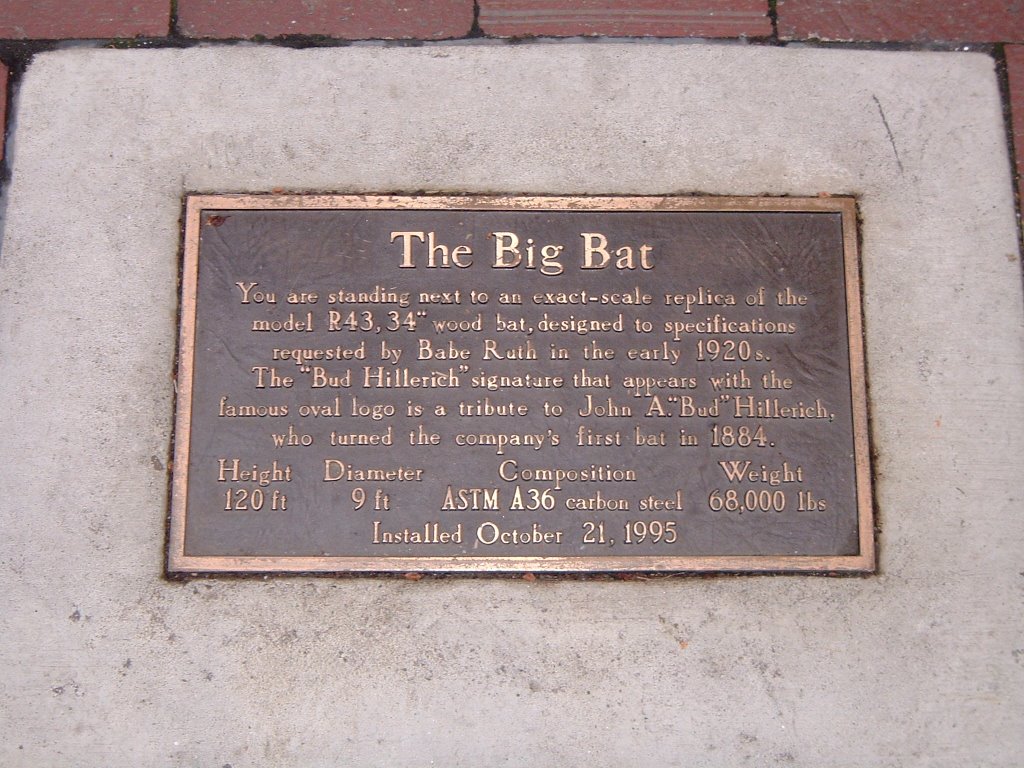 The Big Bat
You are standing next to an exact-scale replica of the
model R43, 34" wood bat, designed to specifications
requested by Babe Ruth in the early 1920s.
The "Bud Hillerich" signature that appears with the
famous oval logo is a tribute to John A. "Bud" Hillerich,
who turned the company's first bat in 1884.
Height Diameter Composition Weight
120 ft 9 ft ASTM A36 carbon steel 68,000 lbs
Installed October 21, 1995